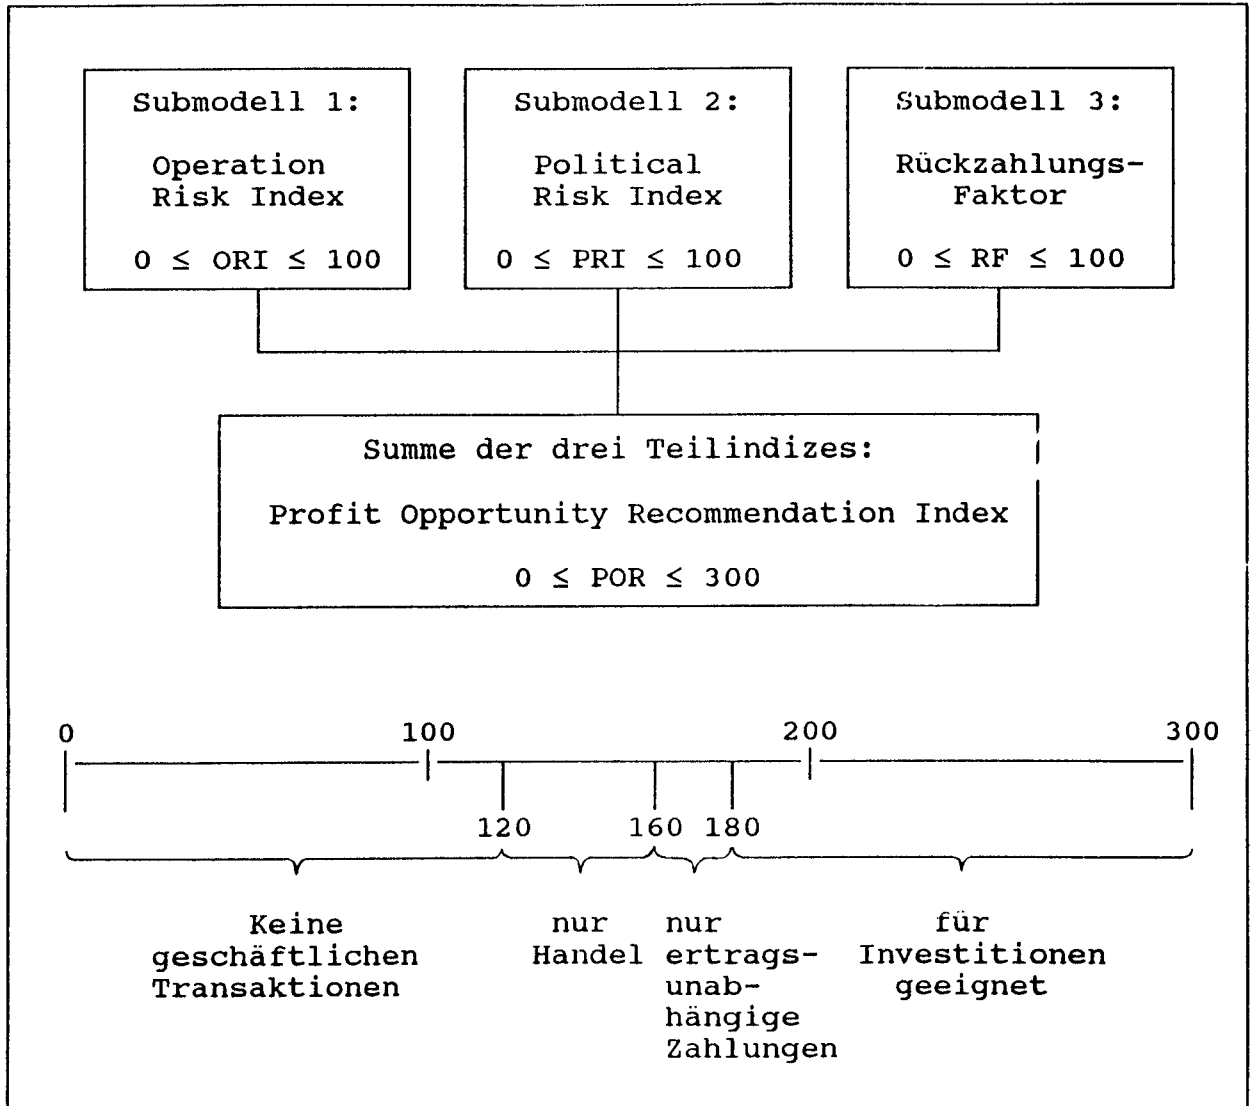 Submodell 1:
Operation
Risk Index
0 ≤ ORI ≤ 100
Submodell 2:
Political
Risk Index
0 ≤ PRI ≤ 100
Submodell 3:
Rückzahlungs-
Faktor
0 ≤ RF ≤ 100
Summe der drei Teilindizes:
Profit Opportunity Recommendation Index
0 ≤ POR ≤ 300
0 100 200 300
120 160 180
Keine
geschäftlichen
Transaktionen
nur
Handel
nur
ertrags-
unab-
hängige
Zahlungen
für
Investitionen
geeignet